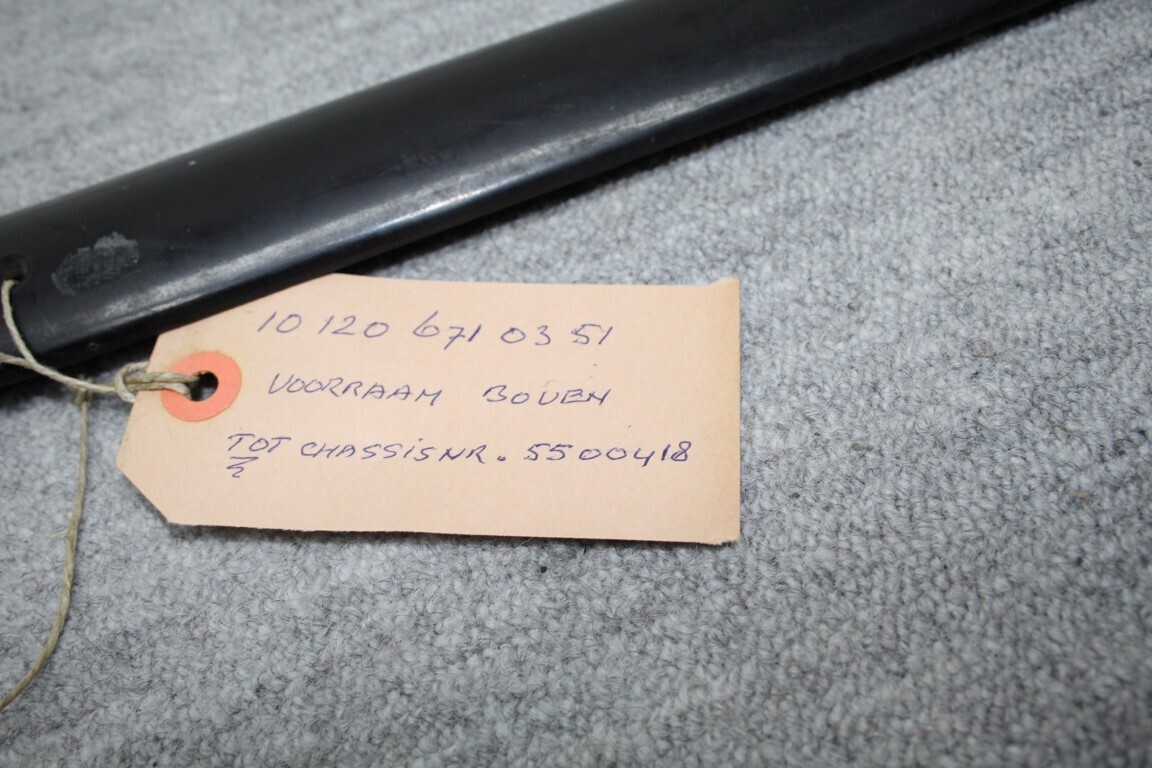 10 120 671 03 51
VOORRAAM BOVEN
TOT CHASSISNR. 5500418